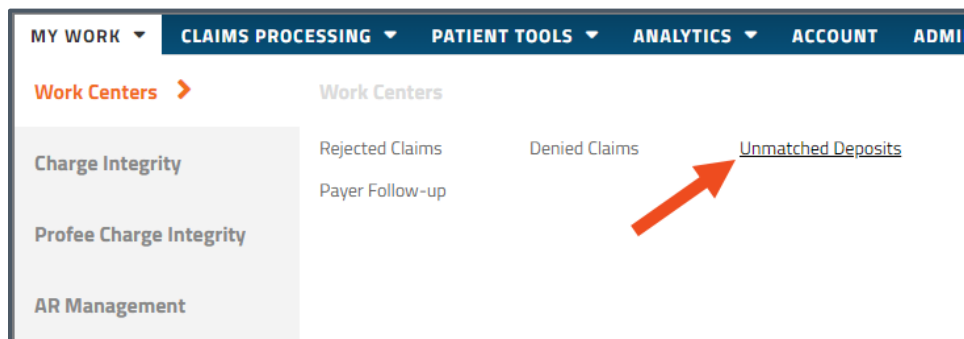 MY WORK CLAIMS PROCESSING PATIENT TOOLS ANALYTICS ACCOUNT ADMI
Work Centers
Charge Integrity
Profee Charge Integrity
AR Management
Work Centers
Rejected Claims Denied Claims Unmatched Deposits
Payer Follow-up